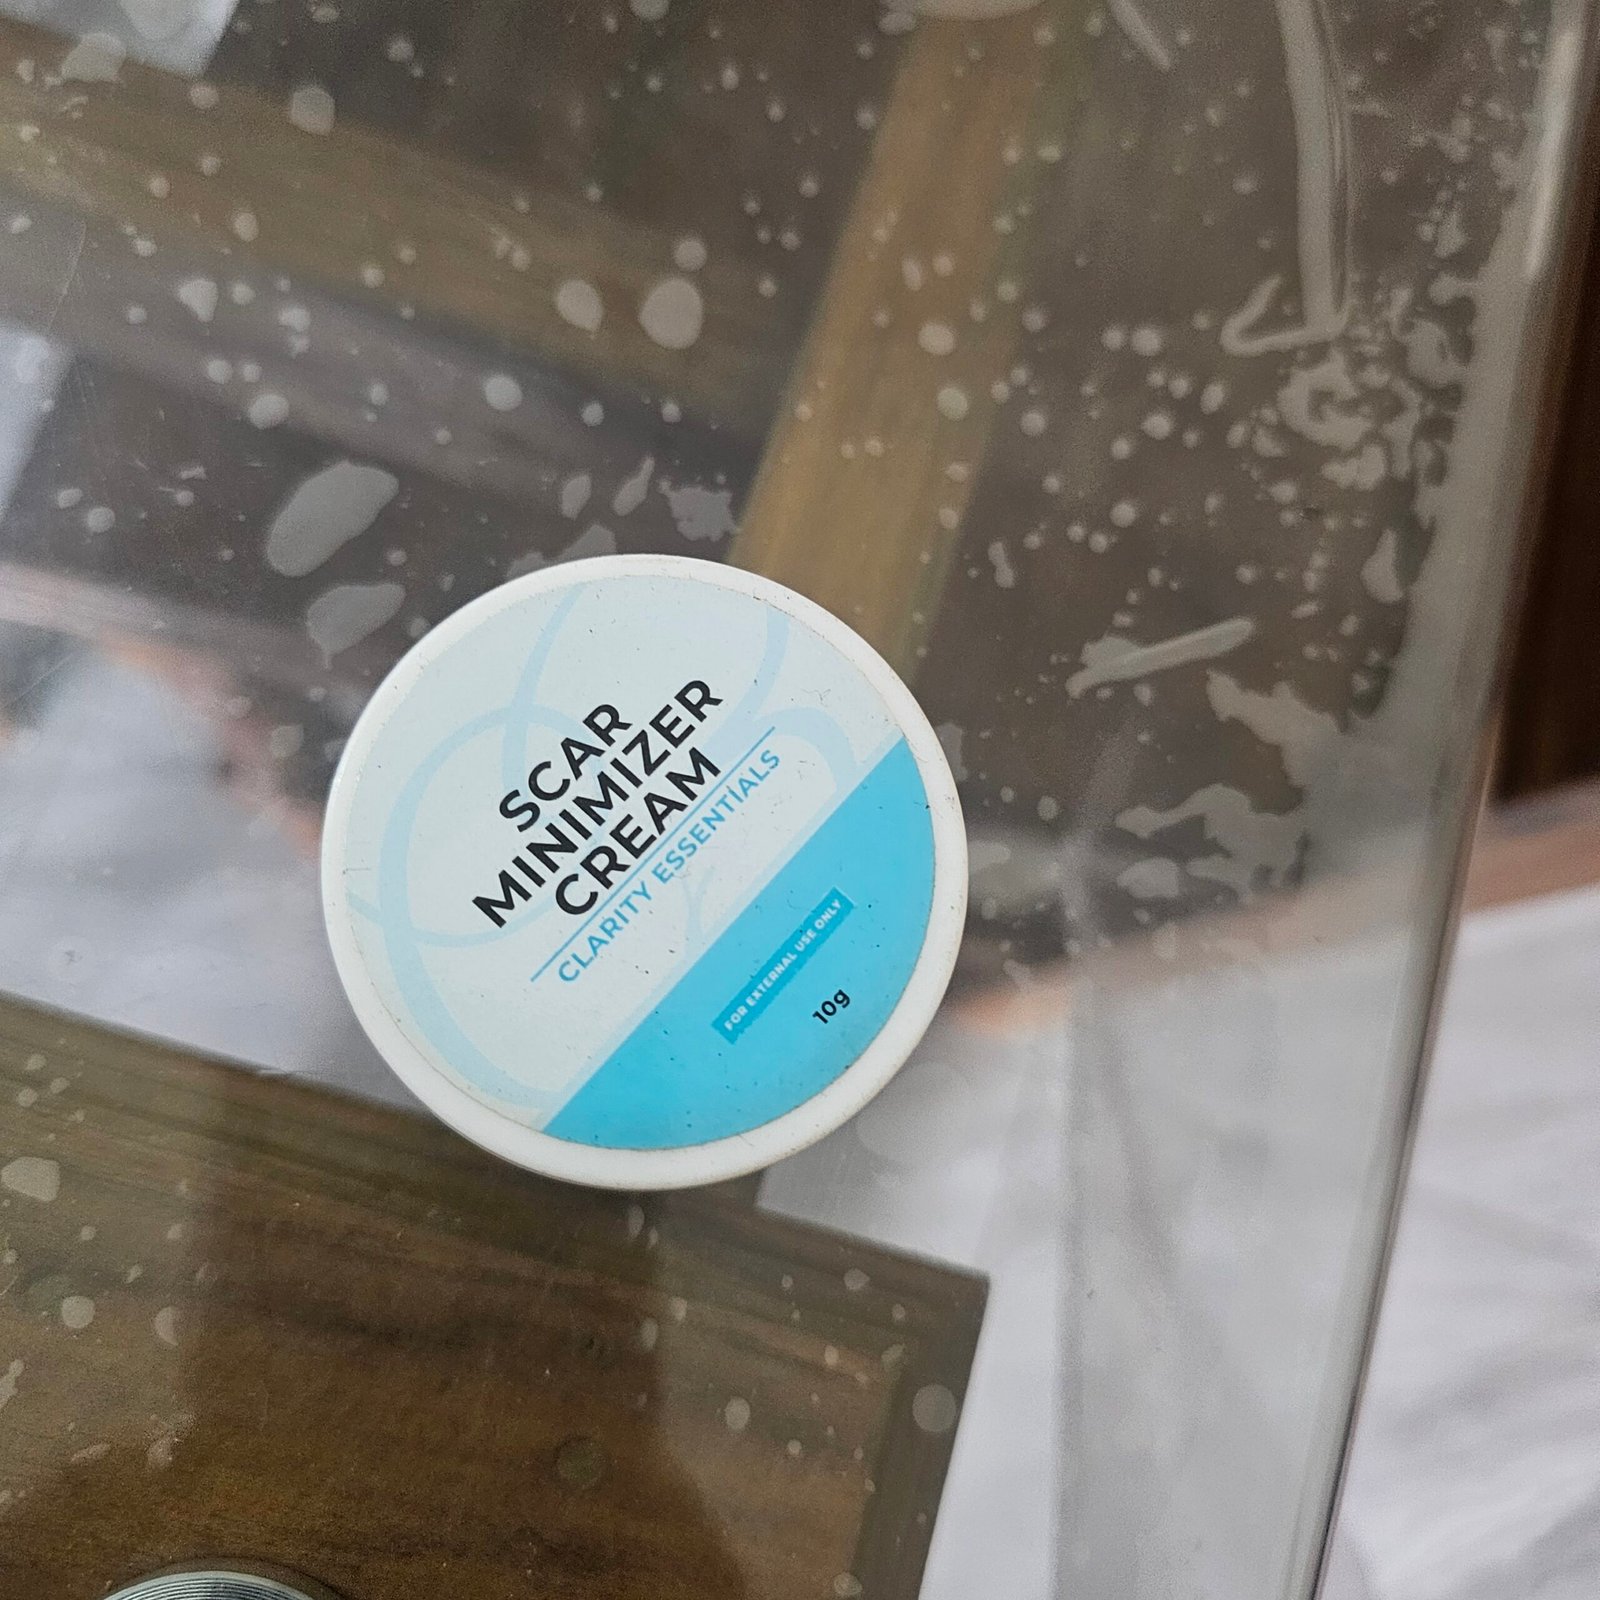 SCAR
MINIMIZER
CREAM
CLARITY ESSENTIALS
FOR EXTERNAL USE ONLY
10g